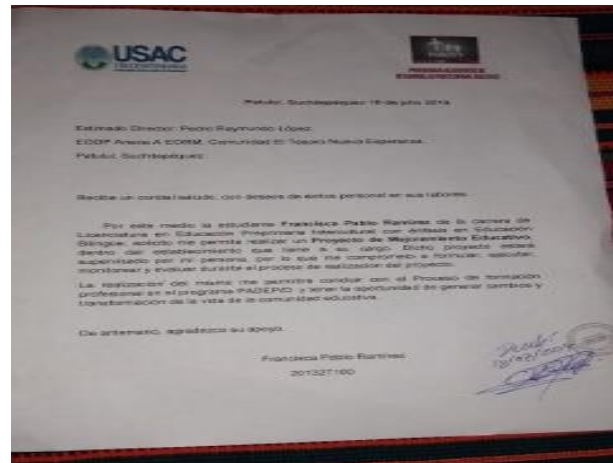 USAC
Patulul, Suchitepéquez 18 de julio 2019
Estimado Director: Pedro Raymundo López
EODP Anexa A EORM, Comunidad El Tesoro Nueva Esperanza.
Patulul, Suchitepéquez
Reciba un cordial saludo, con deseos de éxitos personal en sus labores
Por este medio la estudiante Francisca Pablo Ramírez de la carrera de
Licenciatura en Educación Preprimaria Intercultural con énfasis en Educación
Bilingüe, solicito me permita realizar un Proyecto de Mejoramiento Educativo,
dentro del establecimiento que tiene a su cargo. Dicho proyecto estará
supervisado por mi persona, por lo que me comprometo a formular, ejecutar,
monitorear y evaluar durante el proceso de realización del proyecto.
La realización del mismo me permitirá concluir con el Proceso de formación
profesional en el programa PADEP/D y tener la oportunidad de generar cambios y
transformación de la vida de la comunidad educativa.
De antemano, agradezco su apoyo.
Francisca Pablo Ramírez